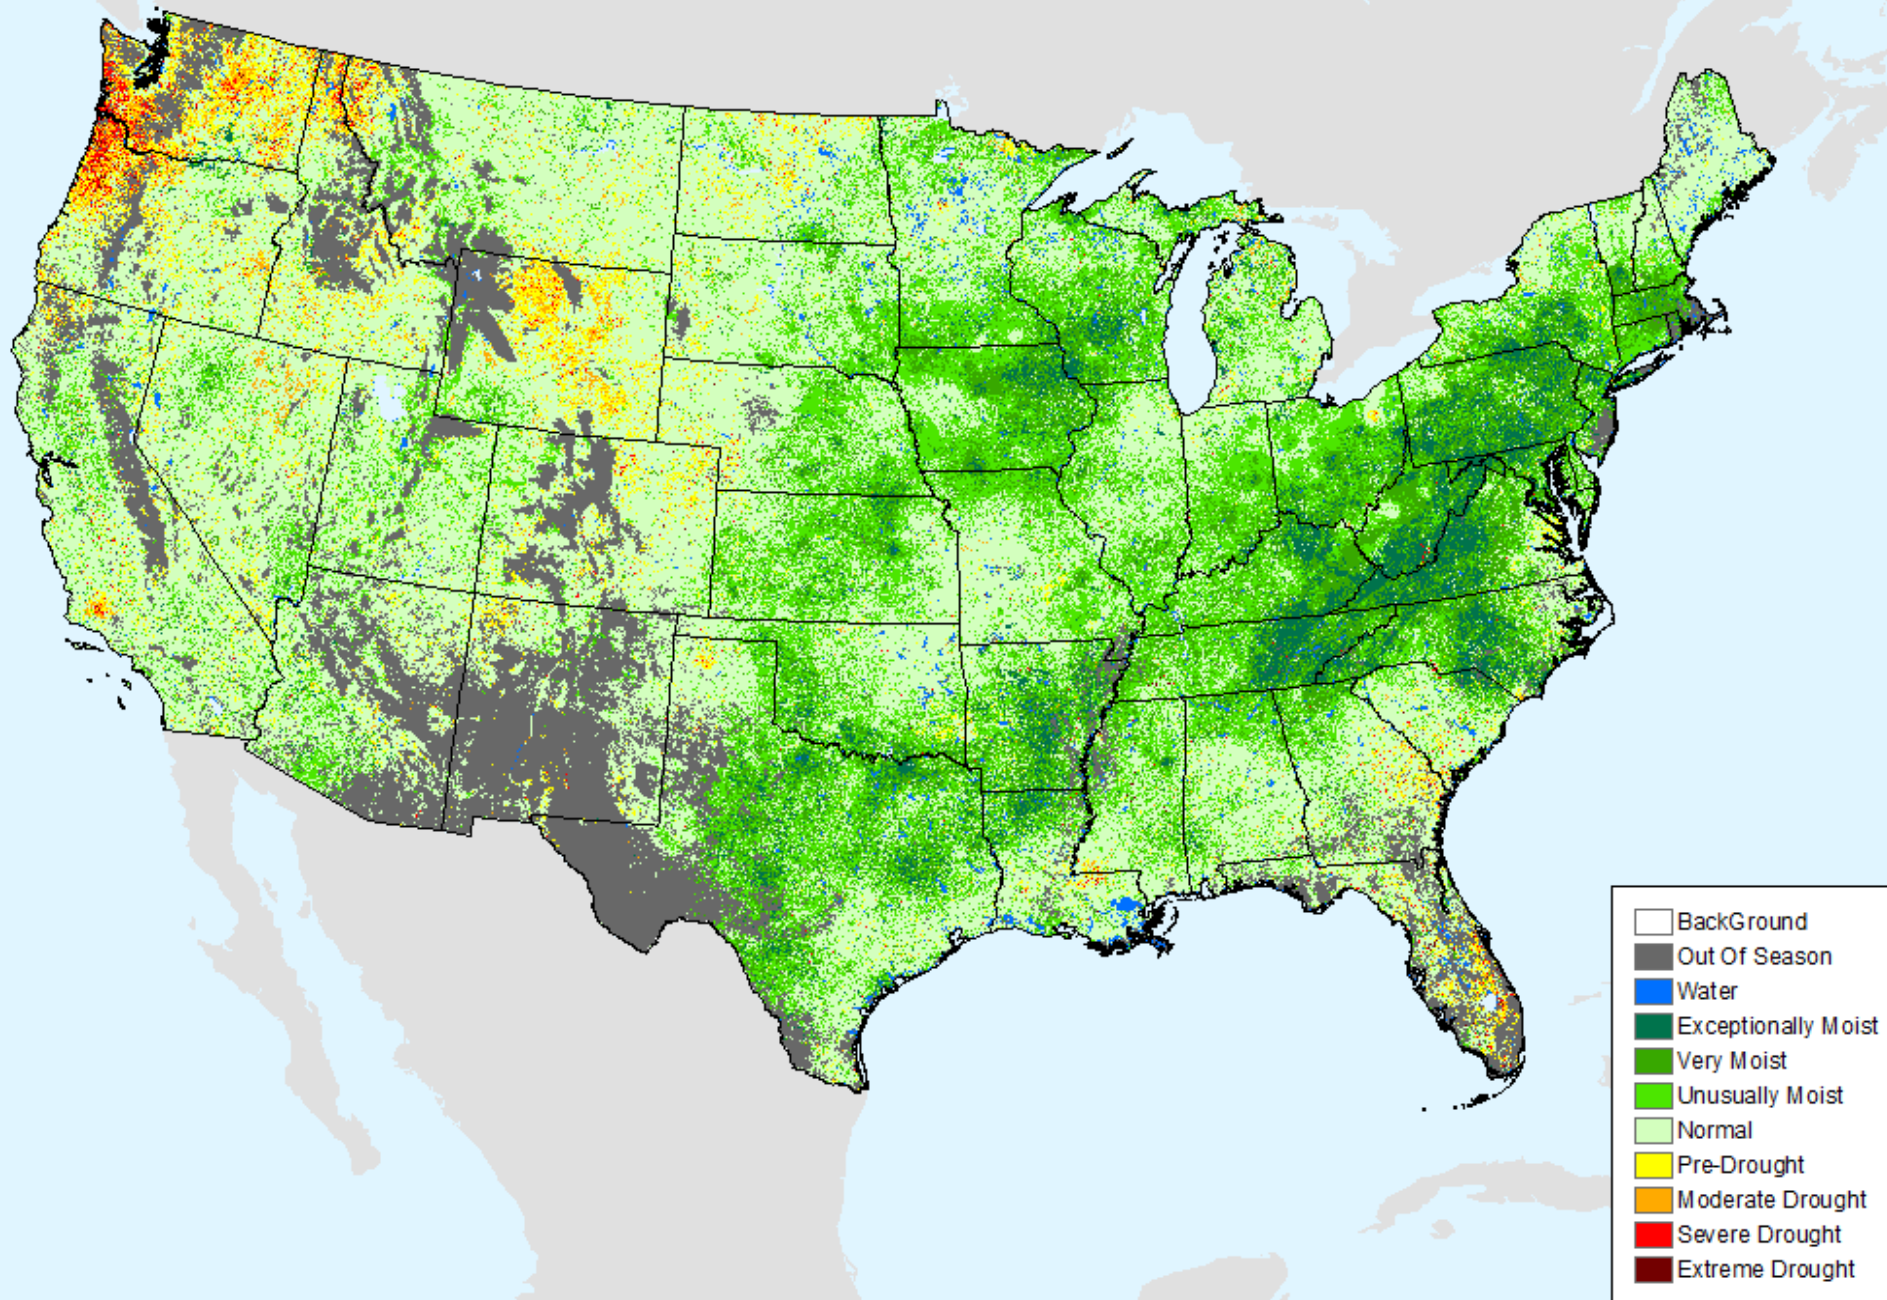 BackGround
Out Of Season
Water
Exceptionally Moist
Very Moist
Unusually Moist
Normal
Pre-Drought
Moderate Drought
Severe Drought
Extreme Drought